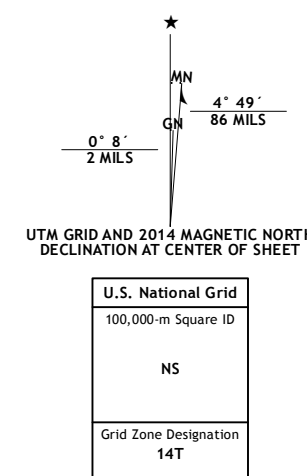 ★
MN
GN
4° 49´
86 MILS
0° 8´
2 MILS
UTM GRID AND 2014 MAGNETIC NORTH
DECLINATION AT CENTER OF SHEET
U.S. National Grid
100,000-m Square ID
NS
Grid Zone Designation
14T